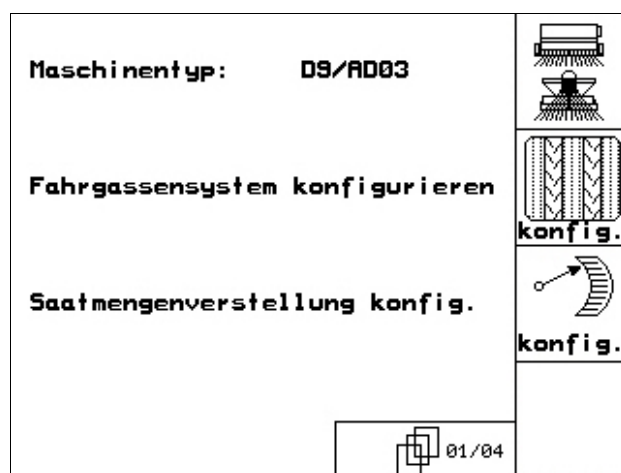 Maschinentyp: D9/AD03
Fahrgassensystem konfigurieren
konfig.
Saatmengenverstellung konfig.
konfig.
01/04